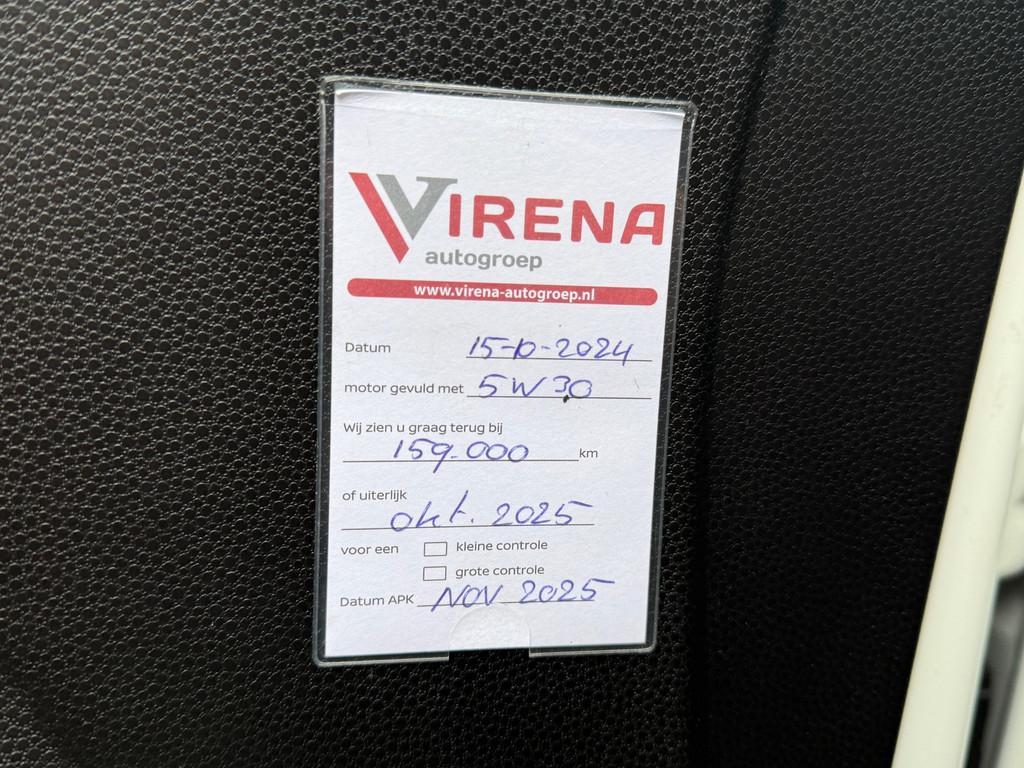 VIRENA
autogroep
www.virena-autogroep.nl
Datum 15-10-2024
motor gevuld met 5W30
Wij zien u graag terug bij
159.000 km
of uiterlijk
okt. 2025
voor een kleine controle
grote controle
Datum APK NOV 2025